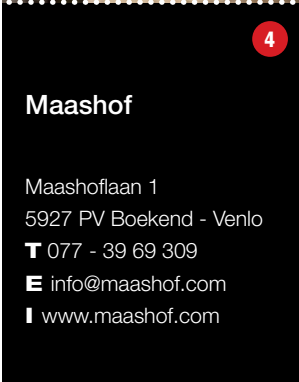 4
Maashof
Maashoflaan 1
5927 PV Boekend - Venlo
T 077 - 39 69 309
E info@maashof.com
I www.maashof.com